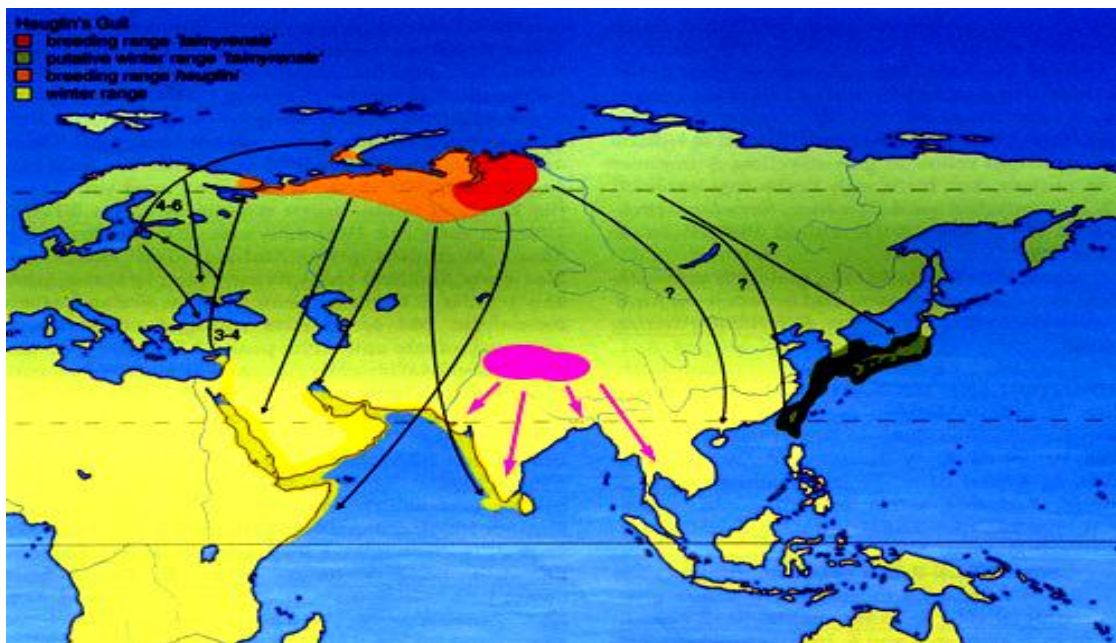 Heuglin's Gull
breeding range 'taimyrensis'
putative winter range 'taimyrensis'
breeding range 'heuglini'
winter range
4-6
3-4
?
?
?